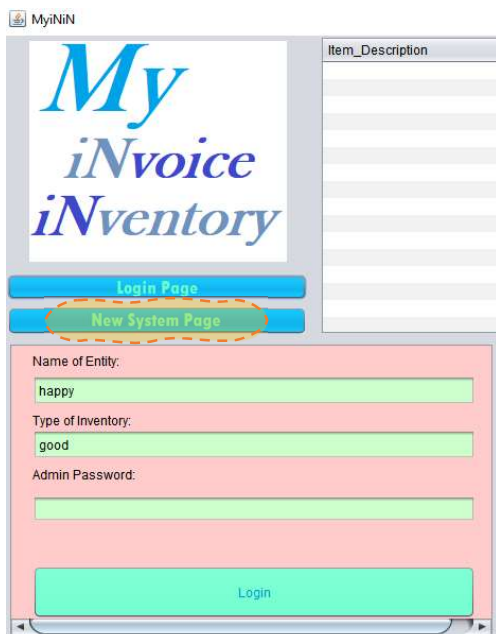 MyiNiN
My
iNvoice
iNventory
Item_Description
Login Page
New System Page
Name of Entity:
happy
Type of Inventory:
good
Admin Password:
Login